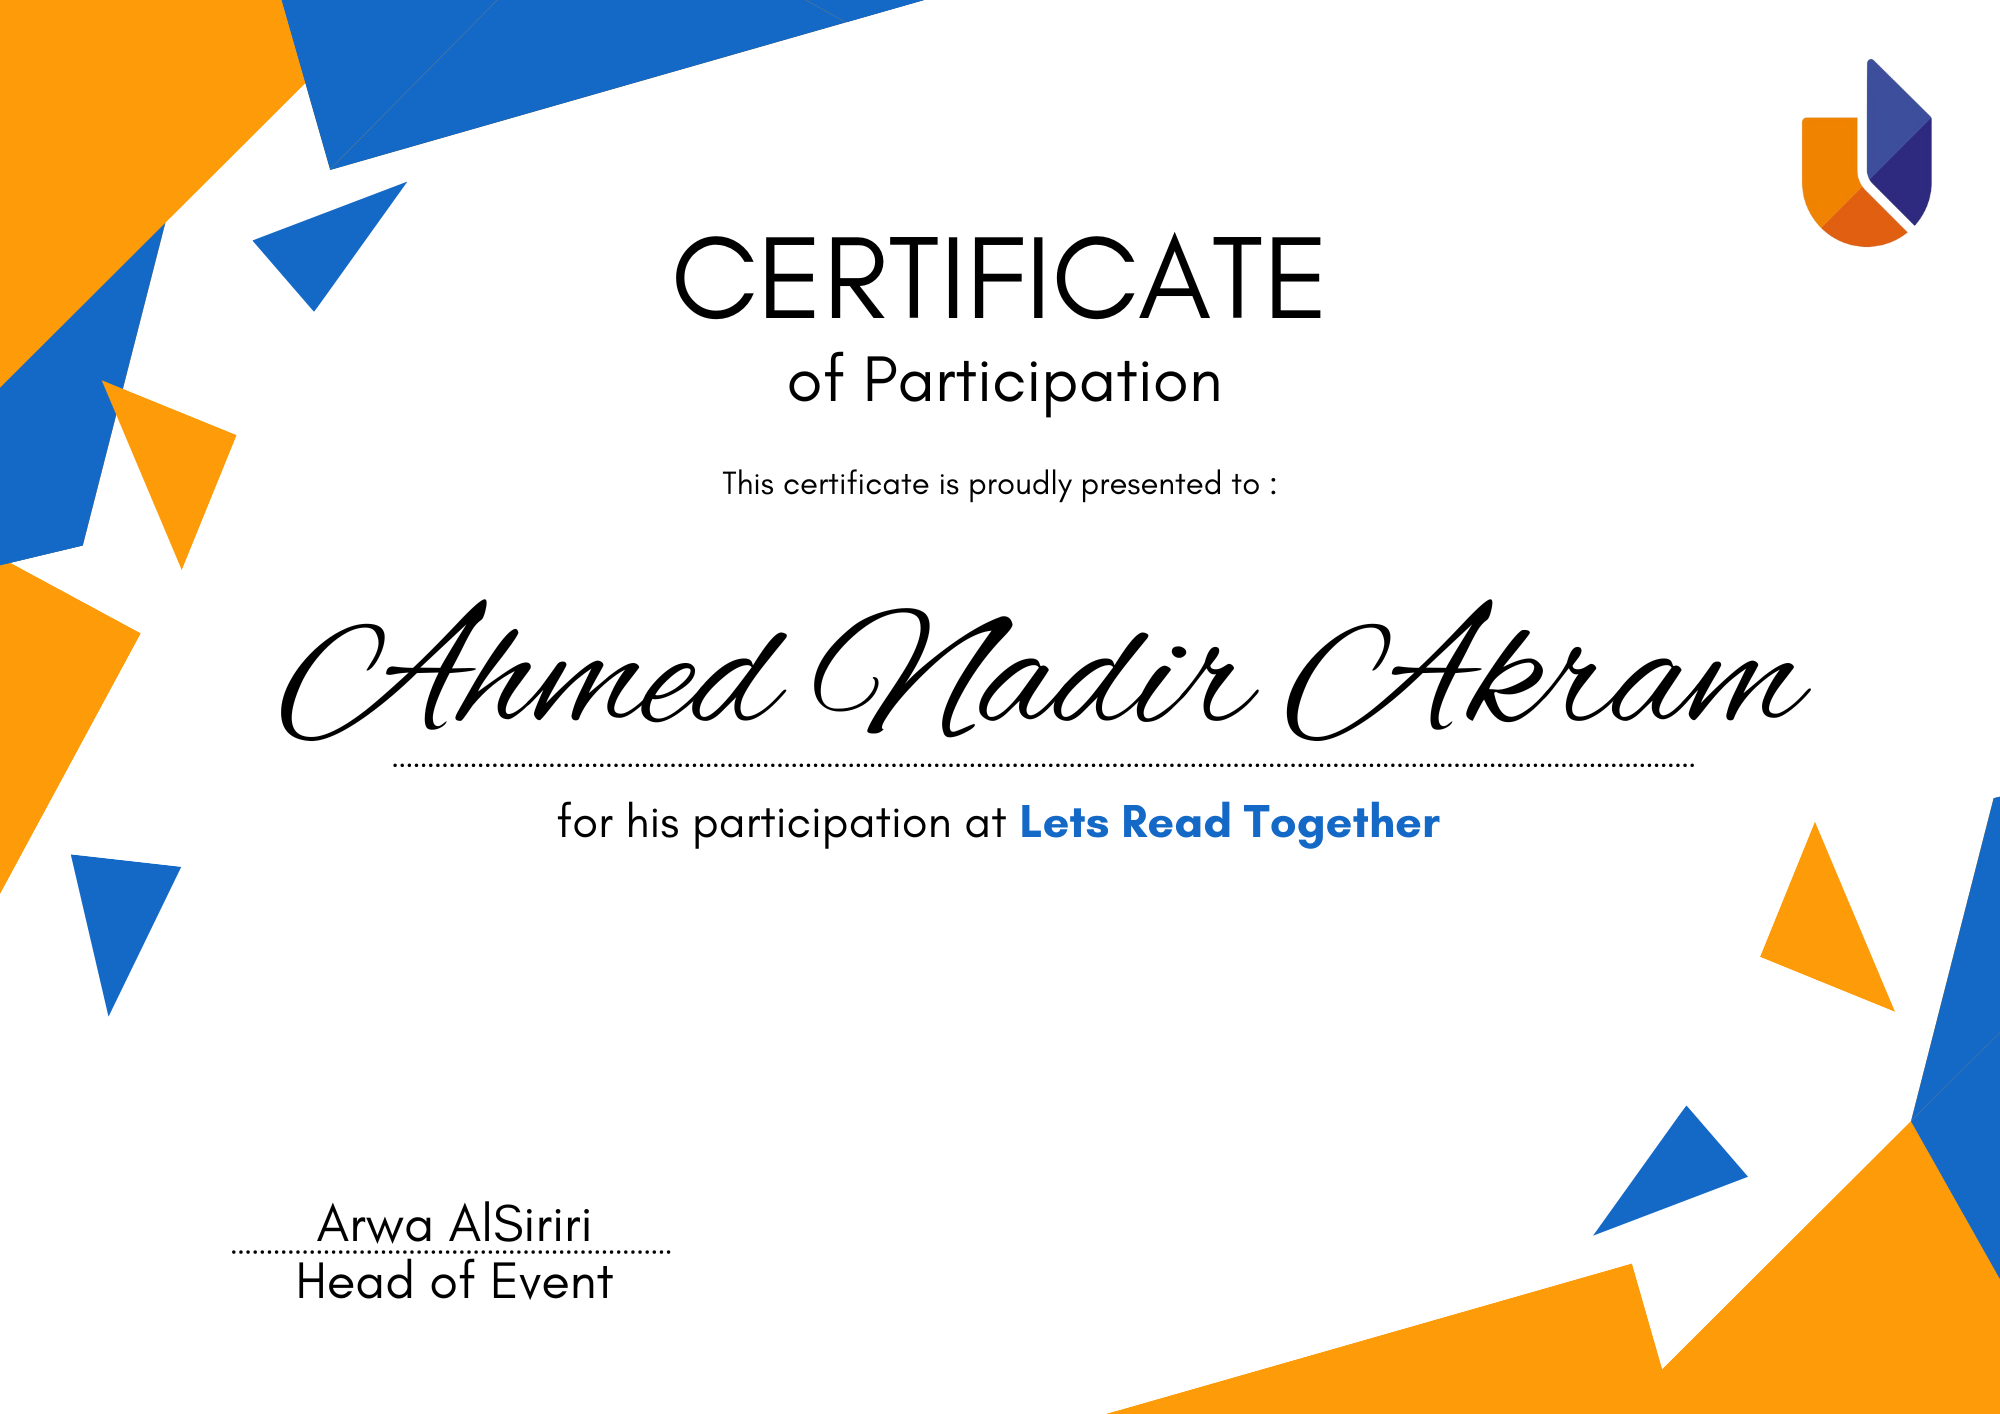 CERTIFICATE
of Participation
This certificate is proudly presented to :
Ahmed Nadir Akram
for his participation at Lets Read Together
Arwa AlSiriri
Head of Event